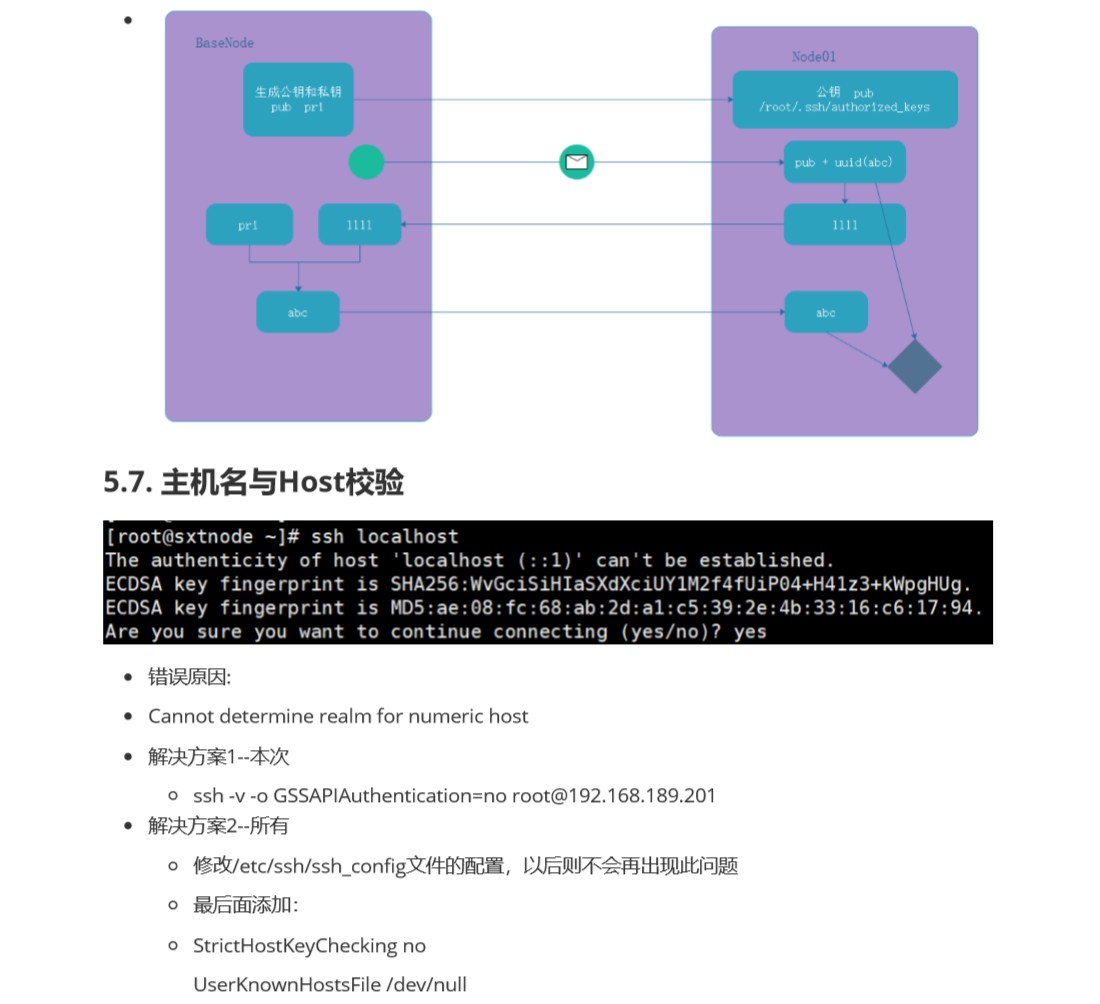 BaseNode
Node01
生成公钥和私钥
pub pri
公钥 pub
/root/.ssh/authorized_keys
pub + uuid(abc)
pri
1111
1111
abc
abc
5.7. 主机名与Host校验
[root@sxtnode ~]# ssh localhost
The authenticity of host 'localhost (::1)' can't be established.
ECDSA key fingerprint is SHA256:WvGciSiHIaSXdXciUY1M2f4fUiP04+H41z3+kWpgHUg.
ECDSA key fingerprint is MD5:ae:08:fc:68:ab:2d:a1:c5:39:2e:4b:33:16:c6:17:94.
Are you sure you want to continue connecting (yes/no)? yes
错误原因:
Cannot determine realm for numeric host
解决方案1--本次
ssh -v -o GSSAPIAuthentication=no root@192.168.189.201
解决方案2--所有
修改/etc/ssh/ssh_config文件的配置，以后则不会再出现此问题
最后面添加：
StrictHostKeyChecking no
UserKnownHostsFile /dev/null